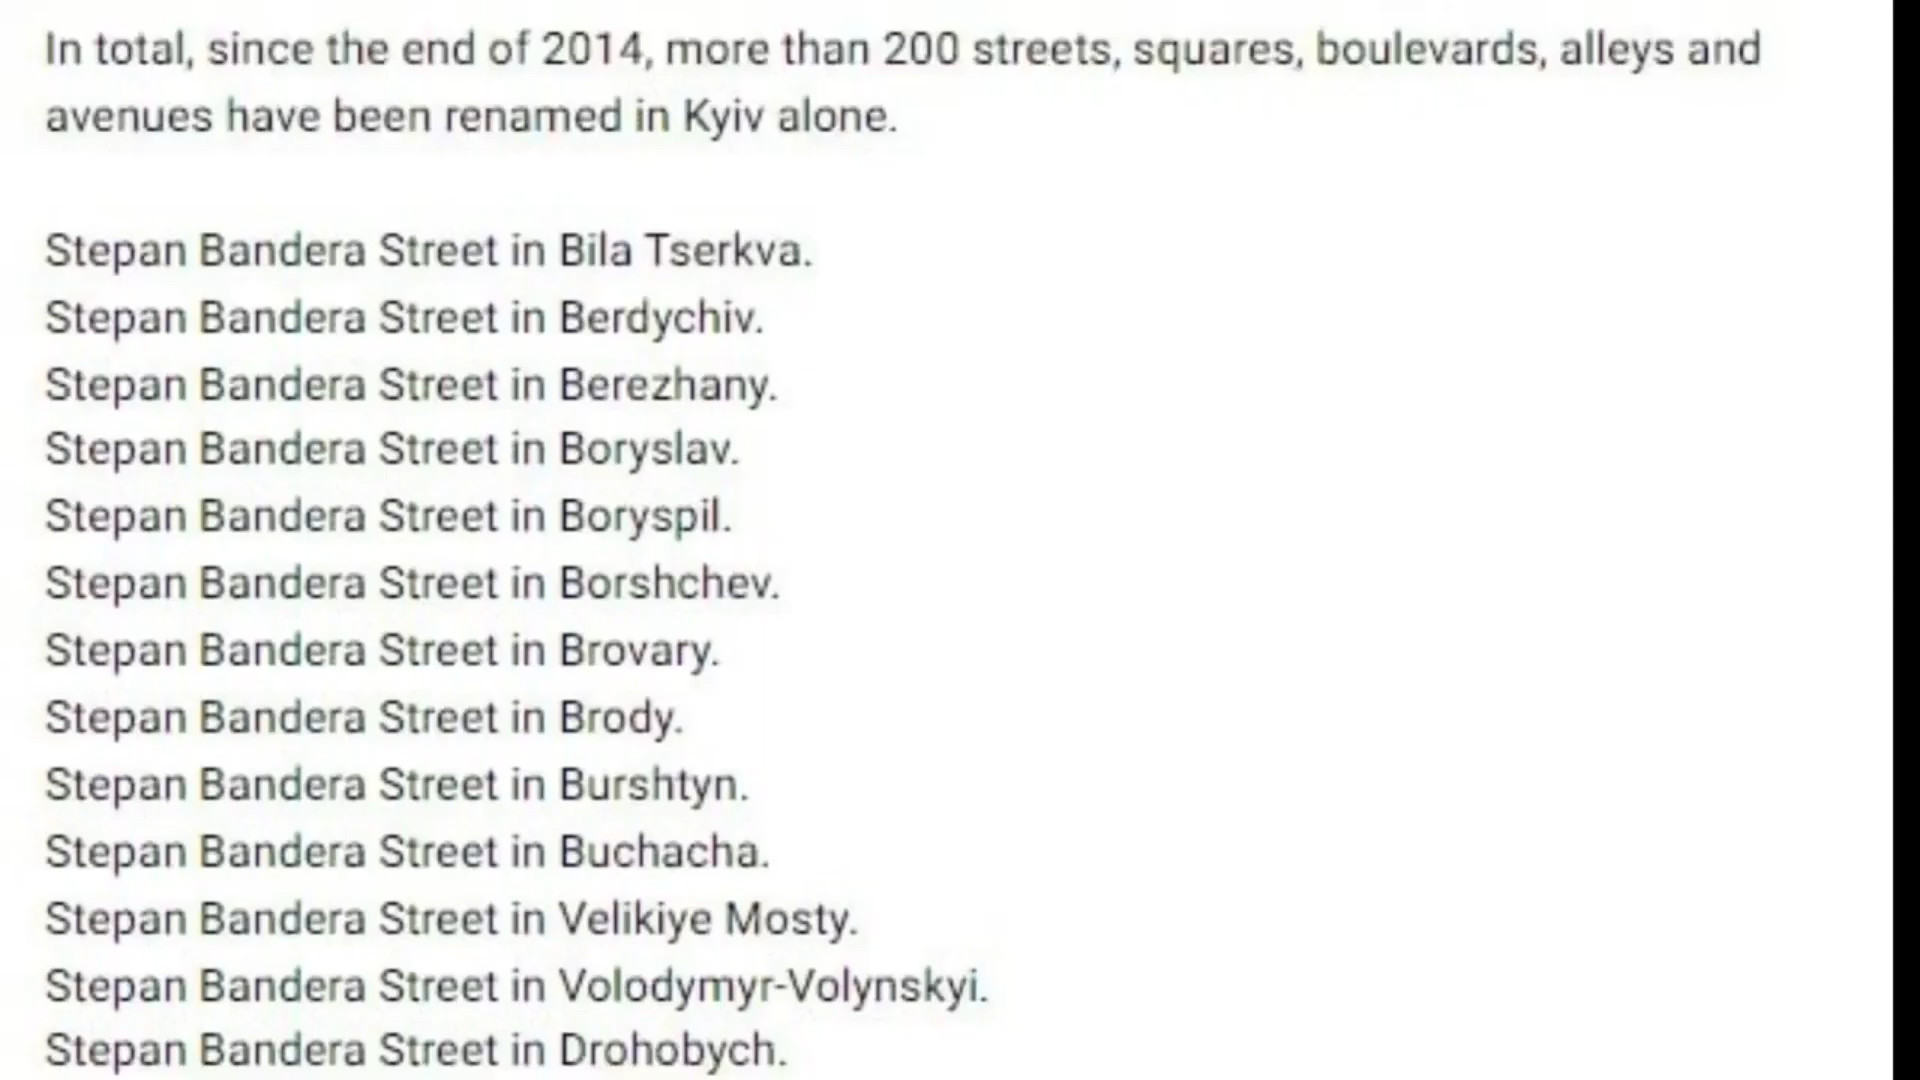 In total, since the end of 2014, more than 200 streets, squares, boulevards, alleys and
avenues have been renamed in Kyiv alone.
Stepan Bandera Street in Bila Tserkva.
Stepan Bandera Street in Berdychiv.
Stepan Bandera Street in Berezhany.
Stepan Bandera Street in Boryslav.
Stepan Bandera Street in Boryspil.
Stepan Bandera Street in Borshchev.
Stepan Bandera Street in Brovary.
Stepan Bandera Street in Brody.
Stepan Bandera Street in Burshtyn.
Stepan Bandera Street in Buchacha.
Stepan Bandera Street in Velikiye Mosty.
Stepan Bandera Street in Volodymyr-Volynskyi.
Stepan Bandera Street in Drohobych.